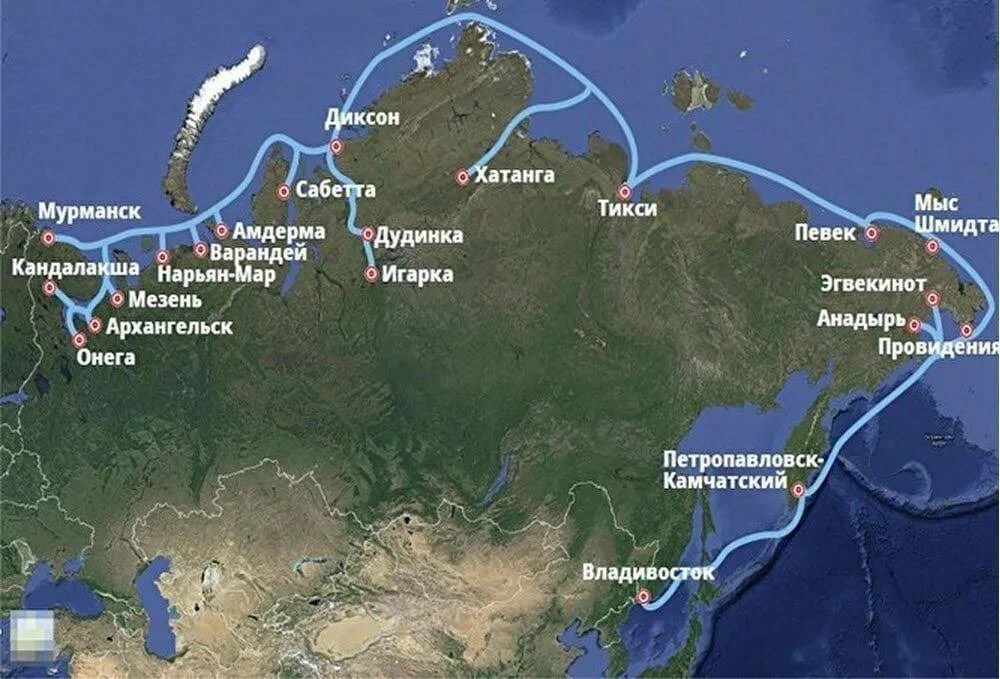 Диксон
Хатанга
Сабетта
Тикси
Мыс
Шмидта
Мурманск
Певек
Амдерма
Дудинка
Варандей
Кандалакша
Нарьян-Мар
Игарка
Эгвекинот
Мезень
Анадырь
Архангельск
Провидения
Онега
Петропавловск-
Камчатский
Владивосток